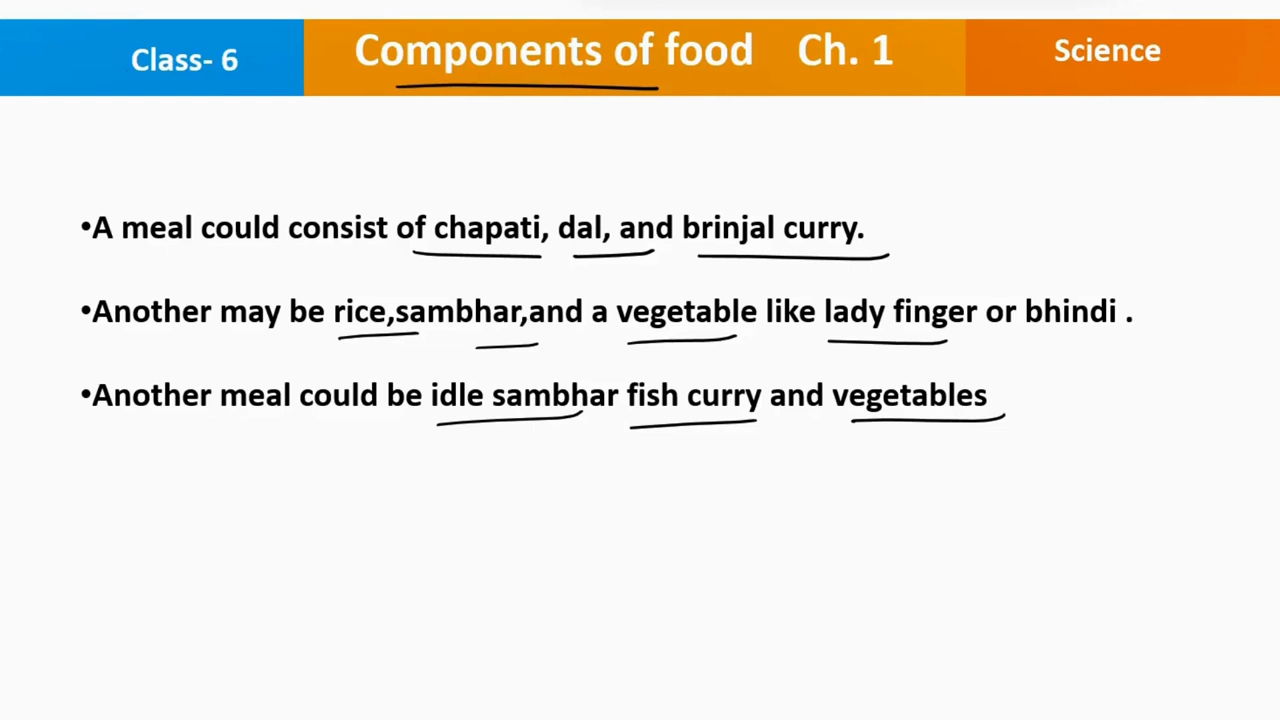 Class- 6
Components of food Ch. 1
Science
•A meal could consist of chapati, dal, and brinjal curry.
•Another may be rice,sambhar,and a vegetable like lady finger or bhindi .
•Another meal could be idle sambhar fish curry and vegetables